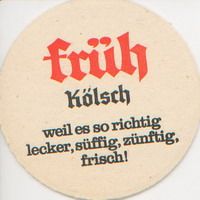 früh
Kölsch
weil es so richtig
lecker, süffig, zünftig,
frisch!